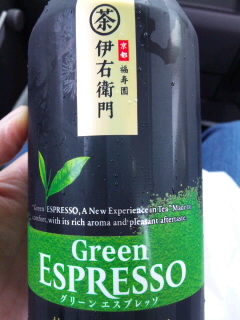 茶
京都
福寿園
伊右衛門
"Green ESPRESSO, A New Experience in Tea" Made to
comfort, with its rich aroma and pleasant aftertaste.
Green
ESPRESSO
グリーン エスプレッソ